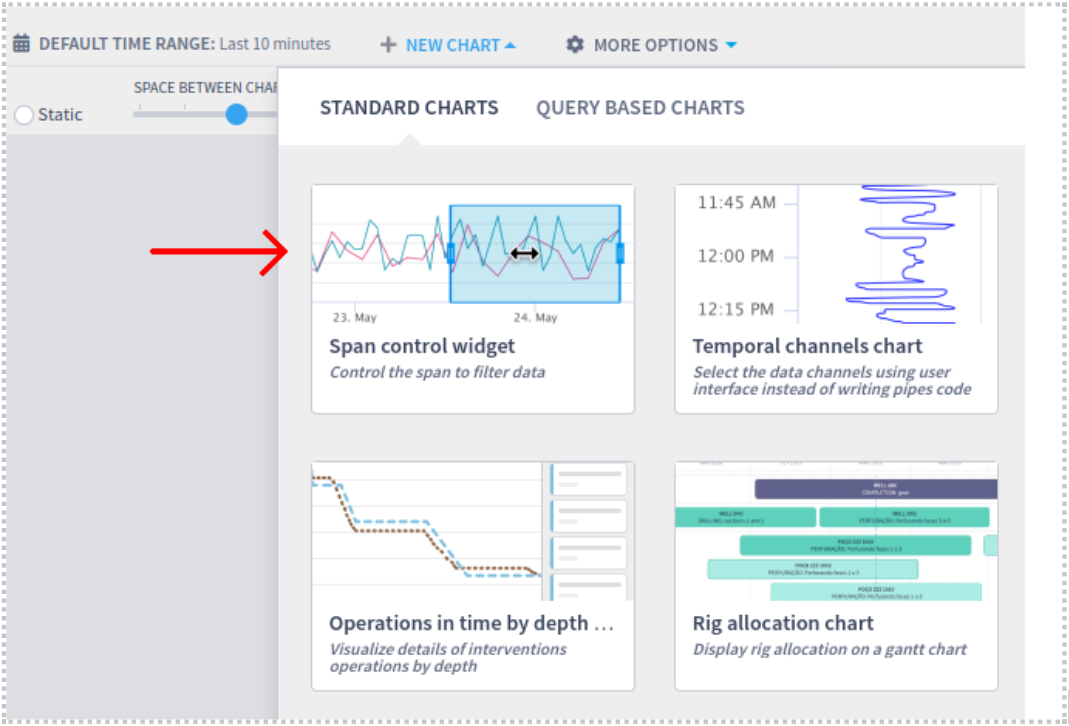 DEFAULT TIME RANGE: Last 10 minutes
NEW CHART
MORE OPTIONS
SPACE BETWEEN CHAR
Static
STANDARD CHARTS
QUERY BASED CHARTS
23. May
24. May
Span control widget
Control the span to filter data
11:45 AM
12:00 PM
12:15 PM
Temporal channels chart
Select the data channels using user
interface instead of writing pipes code
Operations in time by depth ...
Visualize details of interventions
operations by depth
Rig allocation chart
Display rig allocation on a gantt chart